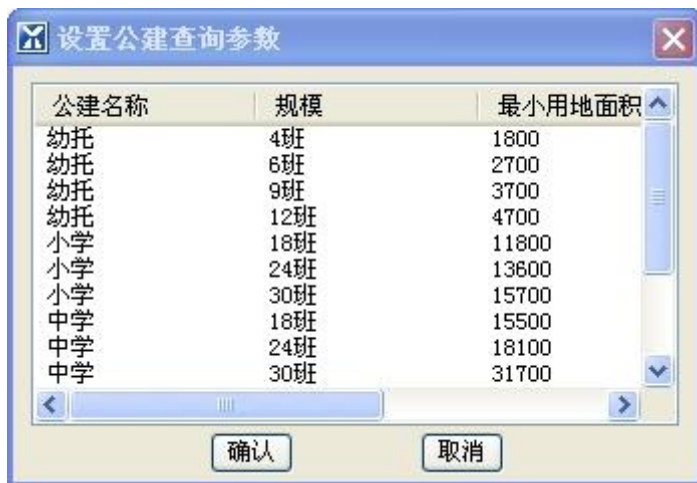 设置公建查询参数
公建名称 规模 最小用地面积
幼托 4班 1800
幼托 6班 2700
幼托 9班 3700
幼托 12班 4700
小学 18班 11800
小学 24班 13600
小学 30班 15700
中学 18班 15500
中学 24班 18100
中学 30班 31700
确认 取消